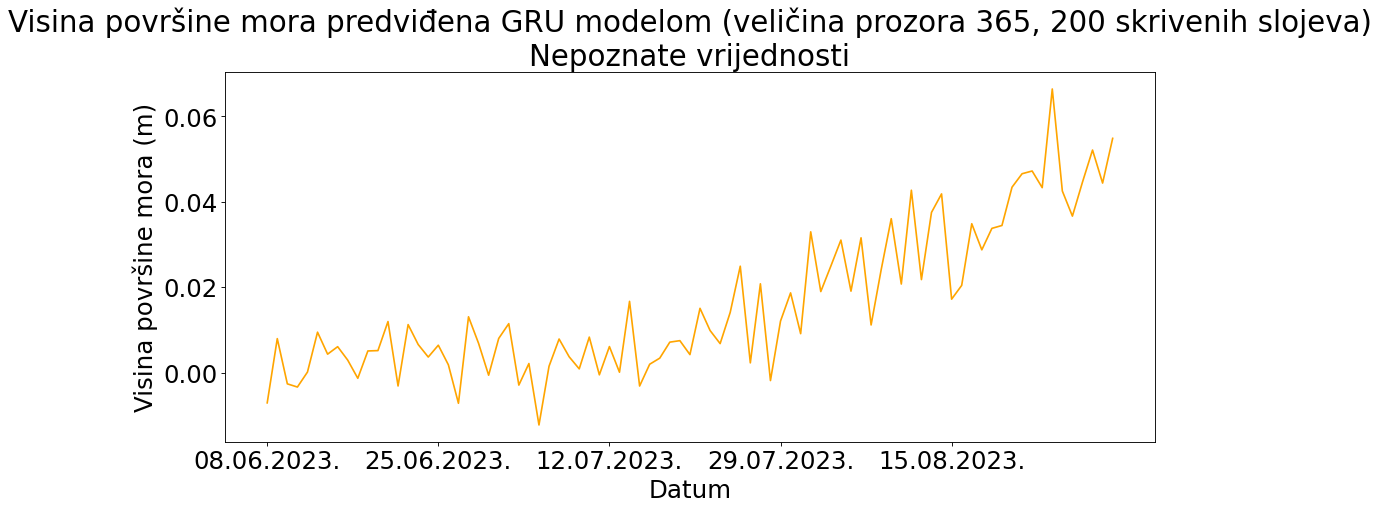 Visina površine mora predviđena GRU modelom (veličina prozora 365, 200 skrivenih slojeva)
Nepoznate vrijednosti
Visina površine mora (m)
0.06
0.04
0.02
0.00
08.06.2023. 25.06.2023. 12.07.2023. 29.07.2023. 15.08.2023.
Datum